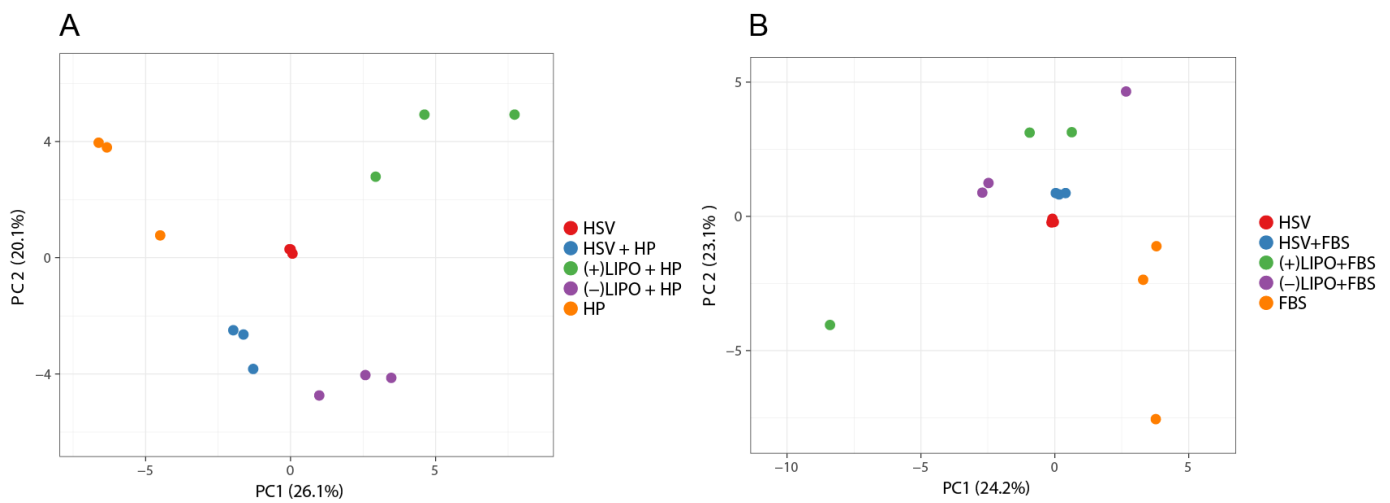 A
4
0
−4
PC 2 (20.1%)
−5
0
5
PC1 (26.1%)
HSV
HSV + HP
(+)LIPO + HP
(−)LIPO + HP
HP
B
5
0
−5
PC 2 (23.1% )
−10
−5
0
5
PC1 (24.2%)
HSV
HSV+FBS
(+)LIPO+FBS
(−)LIPO+FBS
FBS